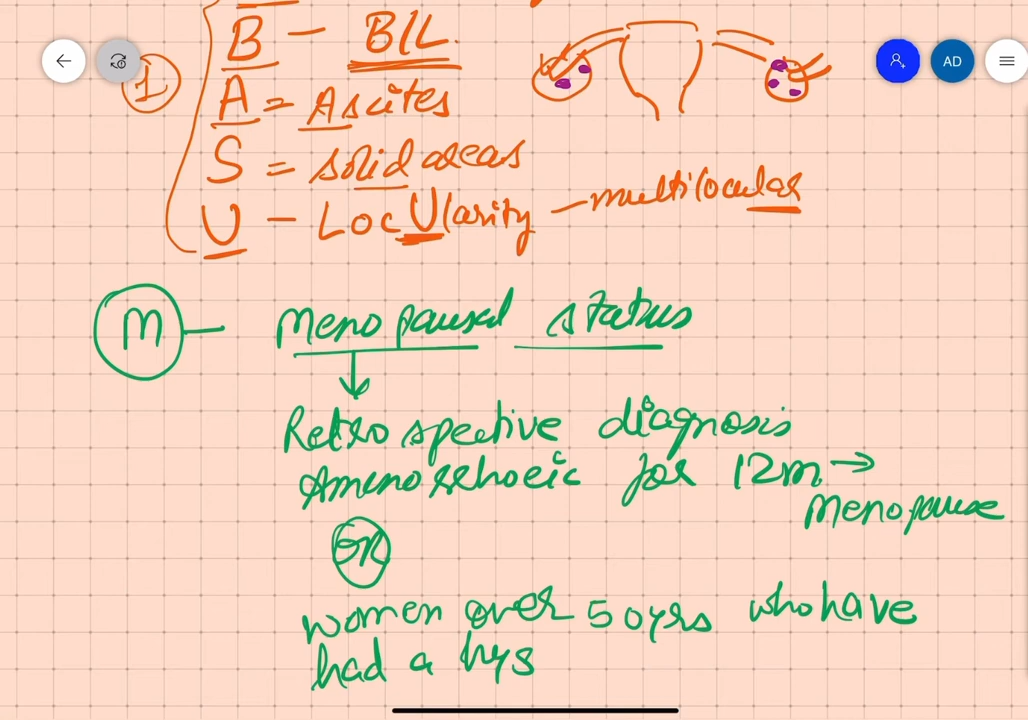 B - B/L.
1
A = Ascites
AD
S = solid areas
U - LocUlarity - multilocular
M - Menopausal status
Retrospective diagnosis
Amenorrhoeic for 12m. →
Menopause
OR
women over 50yrs who have
had a hys